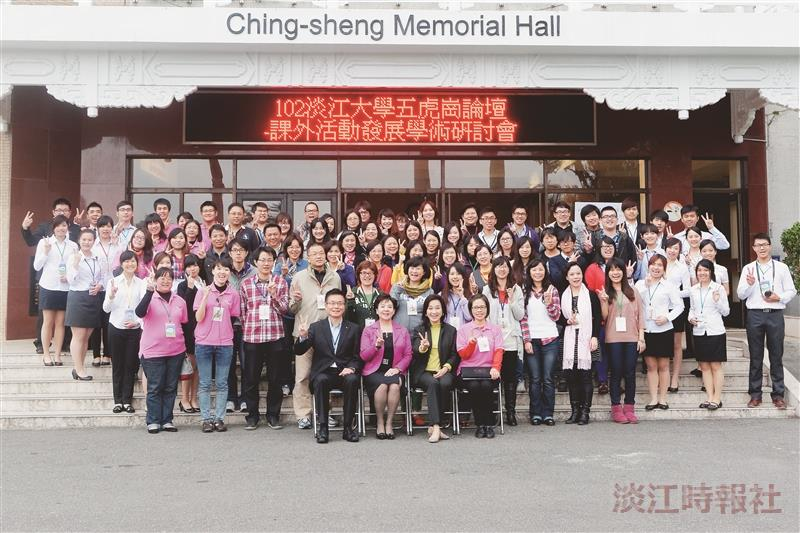 Ching-sheng Memorial Hall
102淡江大學五虎崗論壇
-課外活動發展學術研討會
淡江時報社